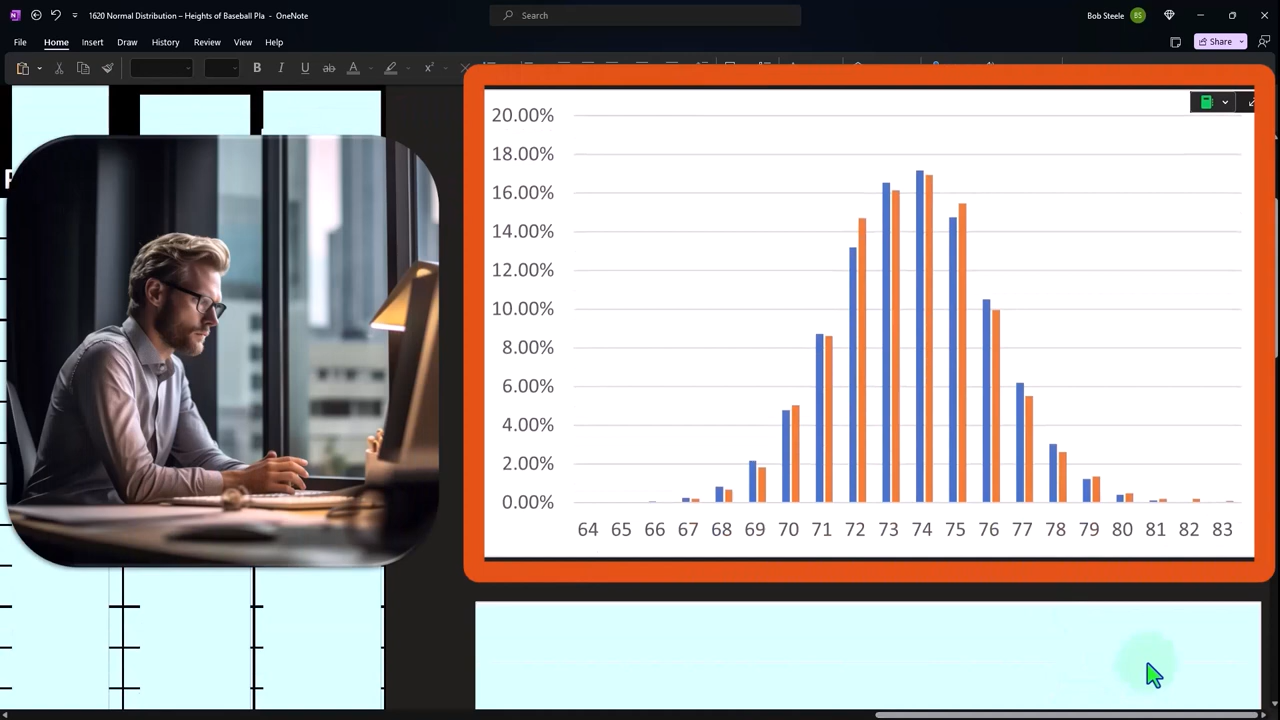 1620 Normal Distribution – Heights of Baseball Pla - OneNote
Search
Bob Steele
BS
File Home Insert Draw History Review View Help
Share
B I U ab A x
20.00%
18.00%
16.00%
14.00%
12.00%
10.00%
8.00%
6.00%
4.00%
2.00%
0.00%
64 65 66 67 68 69 70 71 72 73 74 75 76 77 78 79 80 81 82 83